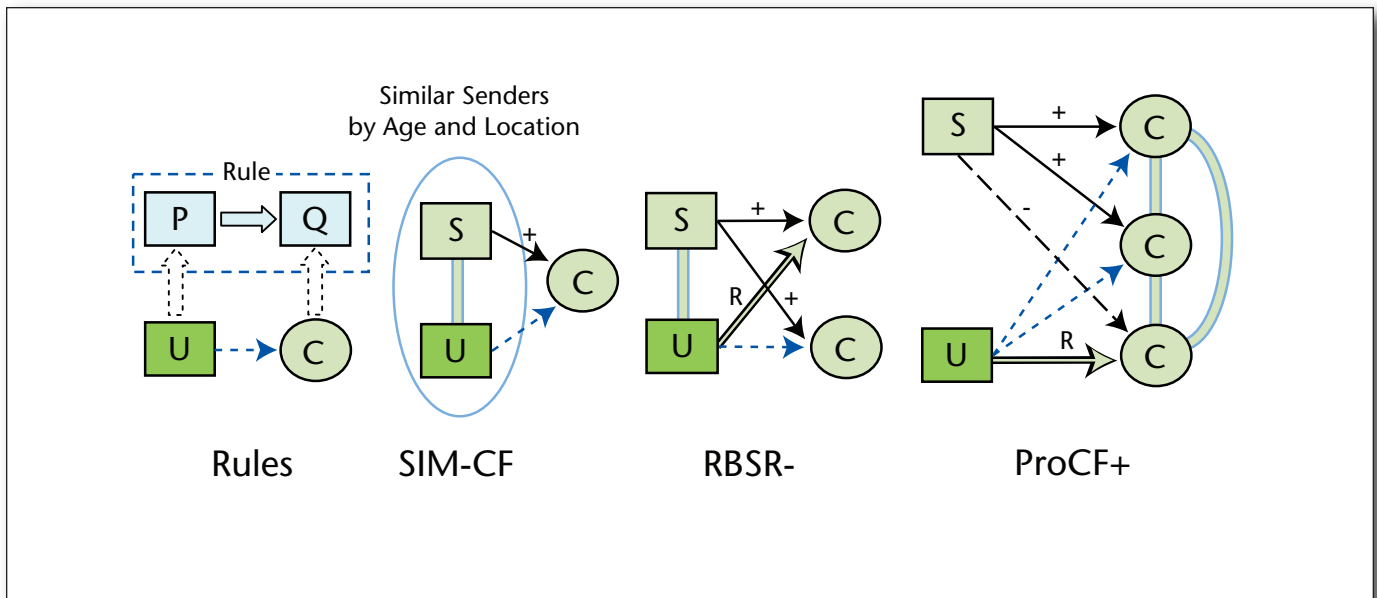 Similar Senders
by Age and Location
Rule
P
Q
U
C
Rules
S
+
C
U
SIM-CF
S
+
C
R
+
U
C
RBSR-
S
+
C
+
-
C
U
R
C
ProCF+